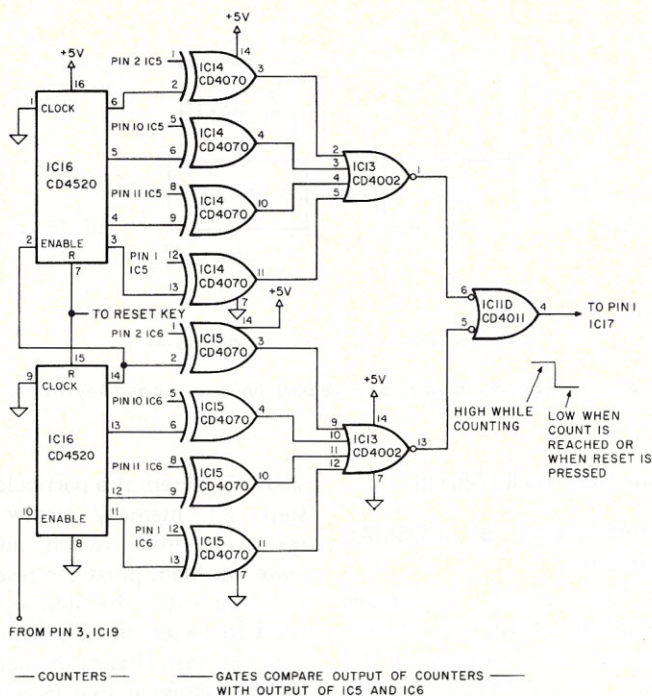 +5V
16
1
CLOCK
6
IC16
CD4520
5
4
2
ENABLE
3
R
7
TO RESET KEY
15
R
14
9
CLOCK
13
IC16
CD4520
12
10
ENABLE
11
8
FROM PIN 3, IC19
COUNTERS
+5V
14
PIN 2 IC5
1
2
IC14
CD4070
3
PIN 10 IC5
5
6
IC14
CD4070
4
PIN 11 IC5
8
9
IC14
CD4070
10
PIN 1
IC5
12
13
IC14
CD4070
11
7
+5V
14
PIN 2 IC6
1
2
IC15
CD4070
3
PIN 10 IC6
5
6
IC15
CD4070
4
PIN 11 IC6
8
9
IC15
CD4070
10
PIN 1
IC6
12
13
IC15
CD4070
11
7
2
3
4
5
IC13
CD4002
1
+5V
14
9
10
11
12
IC13
CD4002
13
7
6
5
IC11D
CD4011
4
TO PIN 1
IC17
HIGH WHILE
COUNTING
LOW WHEN
COUNT IS
REACHED OR
WHEN RESET IS
PRESSED
GATES COMPARE OUTPUT OF COUNTERS
WITH OUTPUT OF IC5 AND IC6